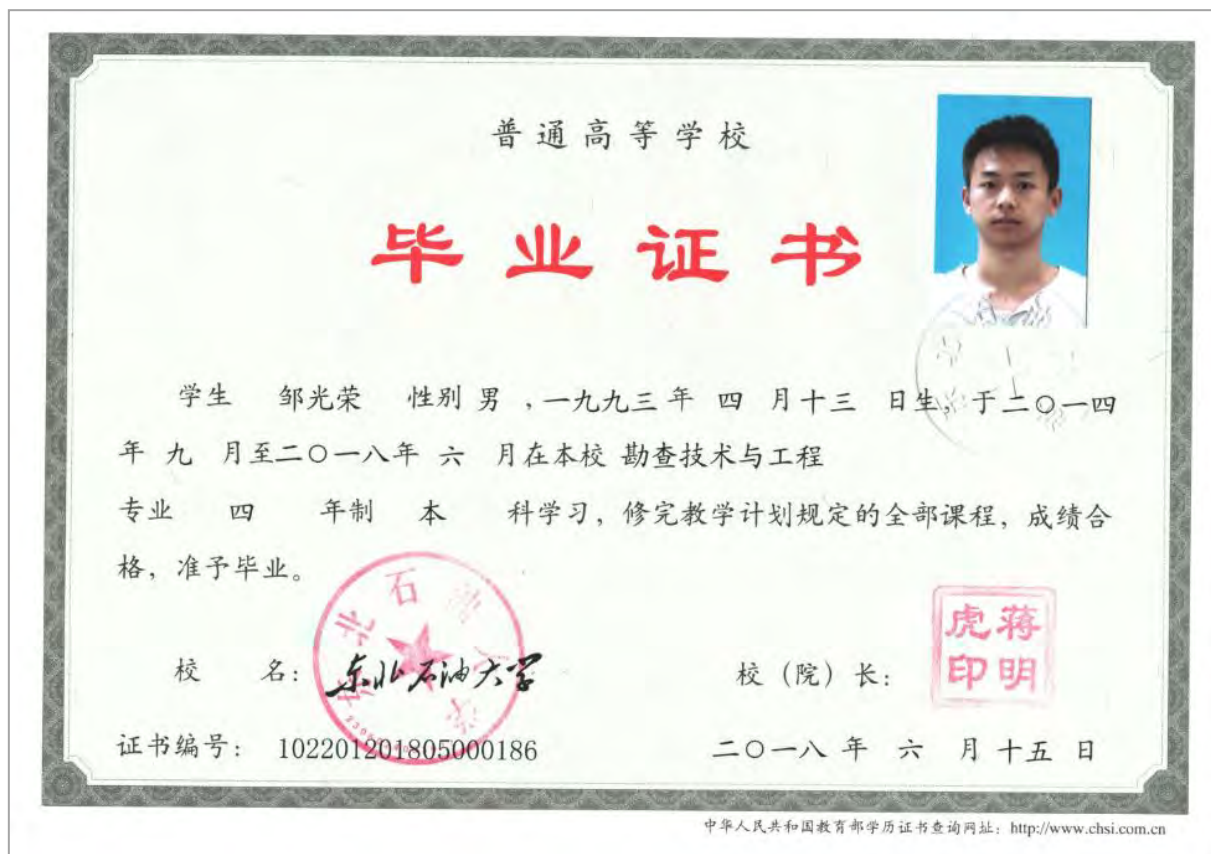 普通高等学校
毕业证书
学生 邹光荣 性别 男 ,一九九三 年 四 月 十三 日生,于二〇一四
年 九 月至二〇一八年 六 月在本校 勘查技术与工程
专业 四 年制 本 科学习,修完教学计划规定的全部课程,成绩合
格,准予毕业。
校 名: 东北石油大学
校(院)长: 蒋明虎印
证书编号: 102201201805000186
二〇一八 年 六 月 十五 日
中华人民共和国教育部学历证书查询网址:http://www.chsi.com.cn